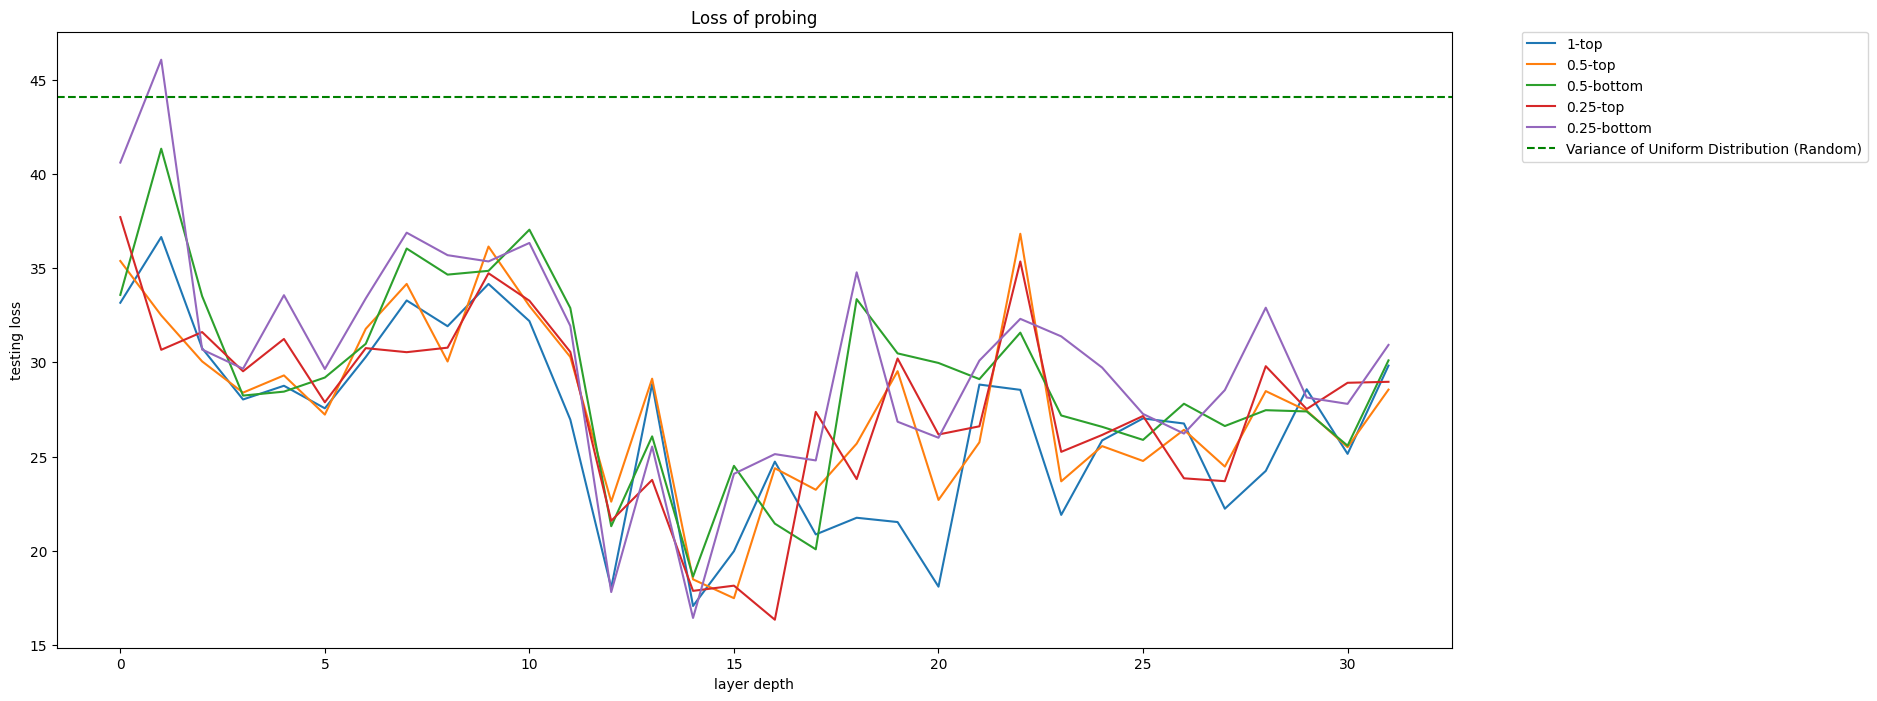 Loss of probing
testing loss
45
40
35
30
25
20
15
0 5 10 15 20 25 30
layer depth
1-top
0.5-top
0.5-bottom
0.25-top
0.25-bottom
Variance of Uniform Distribution (Random)